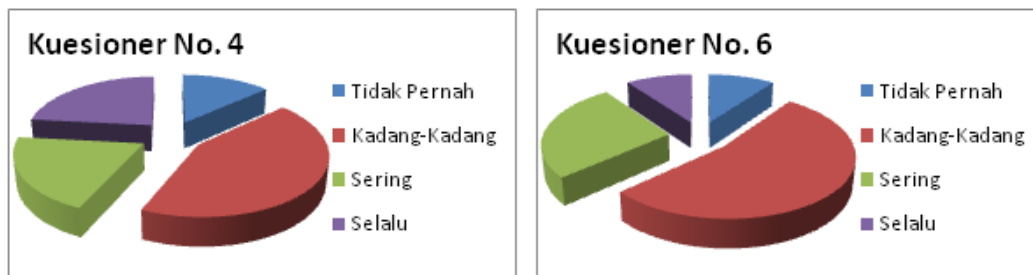 Kuesioner No. 4
Tidak Pernah
Kadang-Kadang
Sering
Selalu
Kuesioner No. 6
Tidak Pernah
Kadang-Kadang
Sering
Selalu